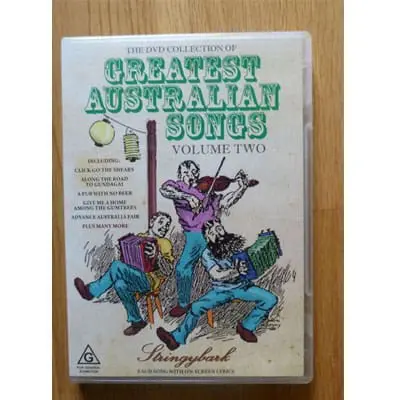 THE DVD COLLECTION OF
GREATEST
AUSTRALIAN
SONGS
VOLUME TWO
INCLUDING:
CLICK GO THE SHEARS
ALONG THE ROAD
TO GUNDAGAI
A PUB WITH NO BEER
GIVE ME A HOME
AMONG THE GUMTREES
ADVANCE AUSTRALIA FAIR
PLUS MANY MORE
G
Stringybark
EACH SONG WITH ON-SCREEN LYRICS